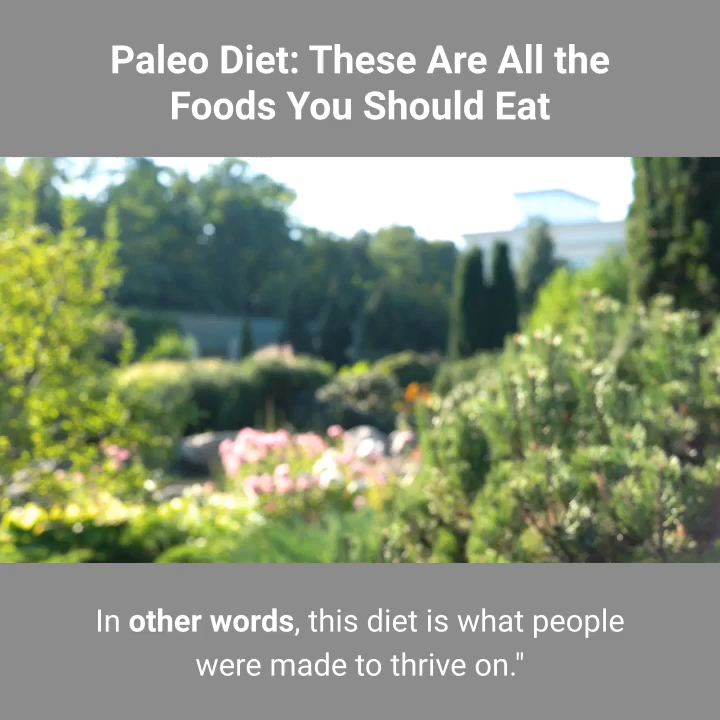 Paleo Diet: These Are All the
Foods You Should Eat
In other words, this diet is what people
were made to thrive on."